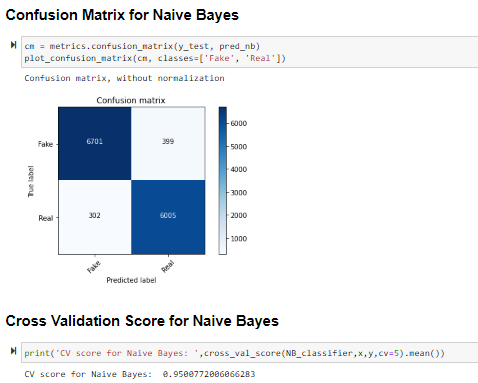 Confusion Matrix for Naive Bayes
cm = metrics.confusion_matrix(y_test, pred_nb)
plot_confusion_matrix(cm, classes=['Fake', 'Real'])
Confusion matrix, without normalization
Confusion matrix
Fake
6701
399
Real
302
6005
True label
Fake
Real
Predicted label
6000
5000
4000
3000
2000
1000
Cross Validation Score for Naive Bayes
print('CV score for Naive Bayes: ',cross_val_score(NB_classifier,x,y,cv=5).mean())
CV score for Naive Bayes:  0.9500772006066283